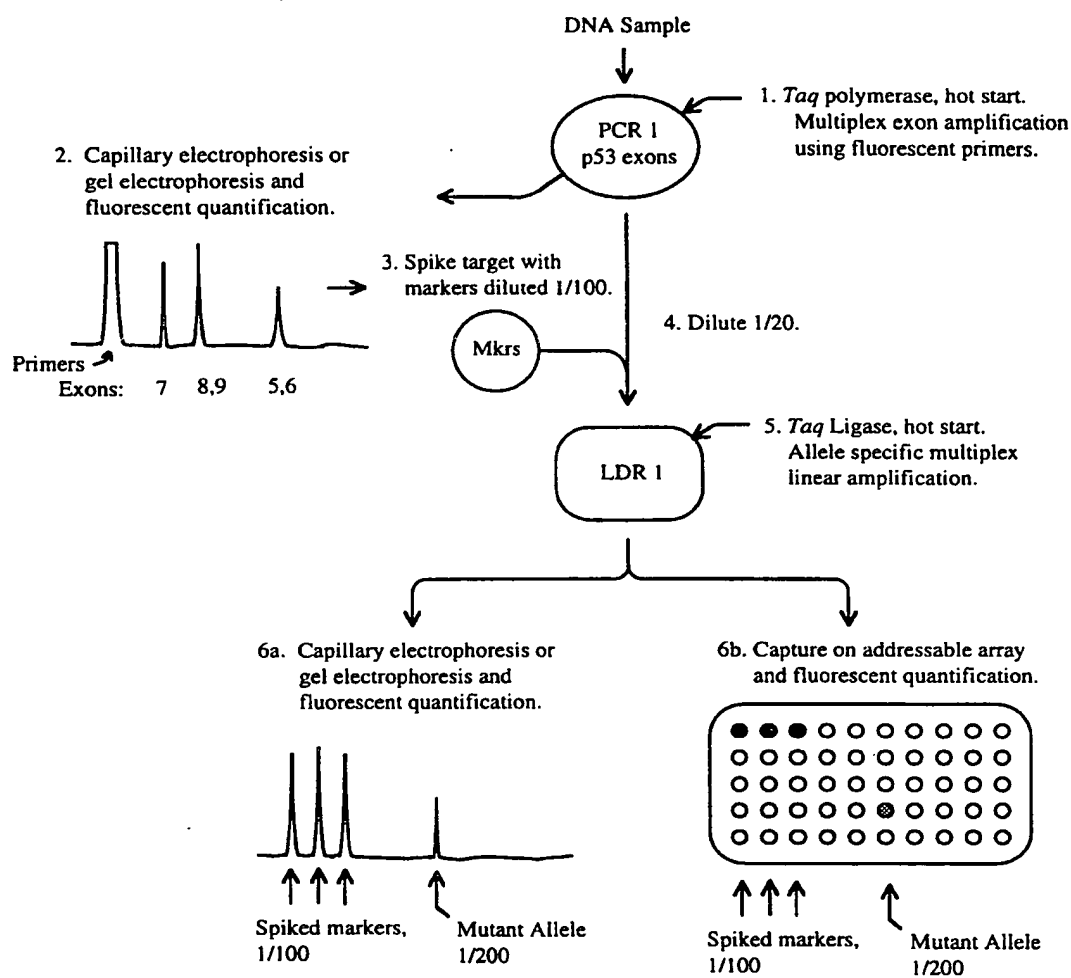 DNA Sample
PCR 1
p53 exons
1. Taq polymerase, hot start.
Multiplex exon amplification
using fluorescent primers.
2. Capillary electrophoresis or
gel electrophoresis and
fluorescent quantification.
3. Spike target with
markers diluted 1/100.
4. Dilute 1/20.
Mkrs
Primers
Exons: 7 8,9 5,6
5. Taq Ligase, hot start.
Allele specific multiplex
linear amplification.
LDR 1
6a. Capillary electrophoresis or
gel electrophoresis and
fluorescent quantification.
6b. Capture on addressable array
and fluorescent quantification.
Spiked markers,
1/100
Mutant Allele
1/200
Spiked markers,
1/100
Mutant Allele
1/200